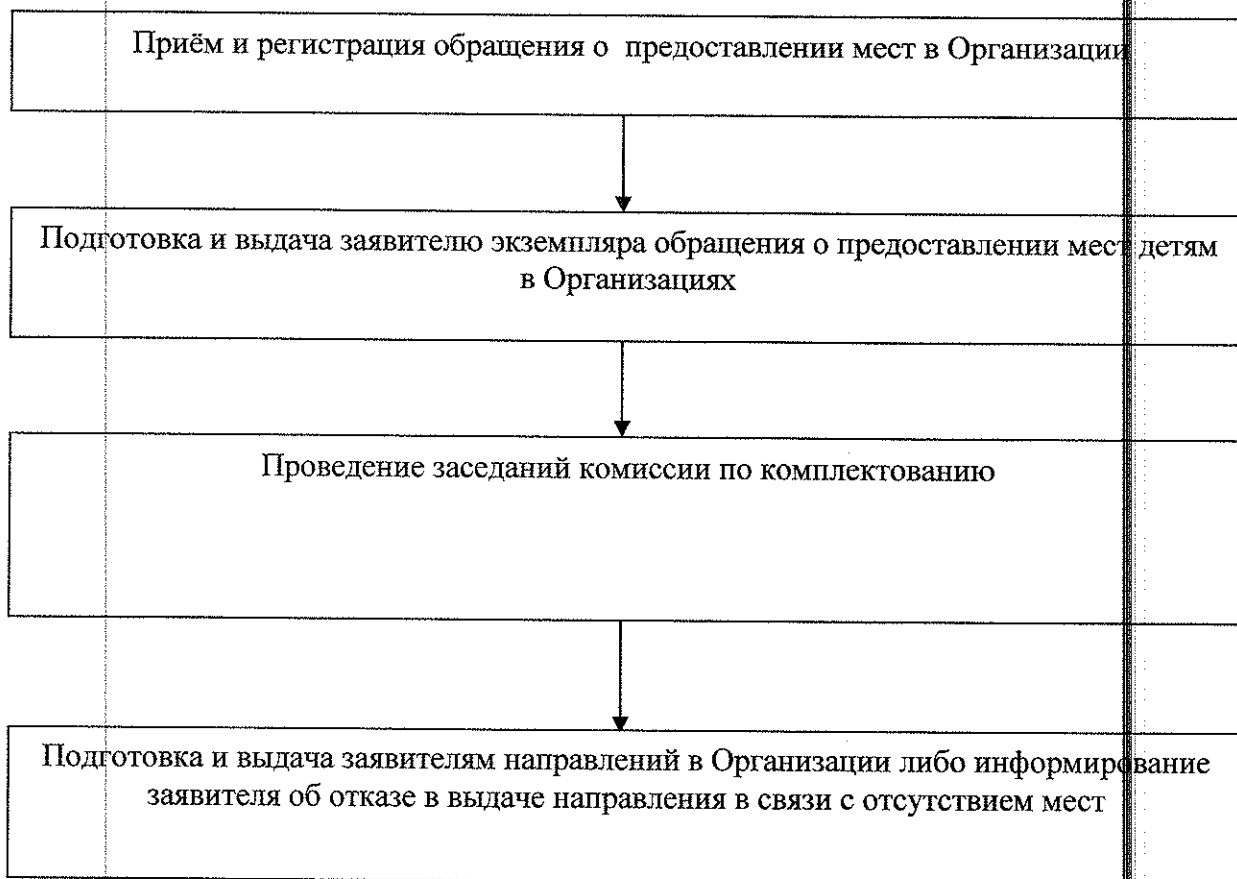 Приём и регистрация обращения о предоставлении мест в Организации
Подготовка и выдача заявителю экземпляра обращения о предоставлении мест детям
в Организациях
Проведение заседаний комиссии по комплектованию
Подготовка и выдача заявителям направлений в Организации либо информирование
заявителя об отказе в выдаче направления в связи с отсутствием мест